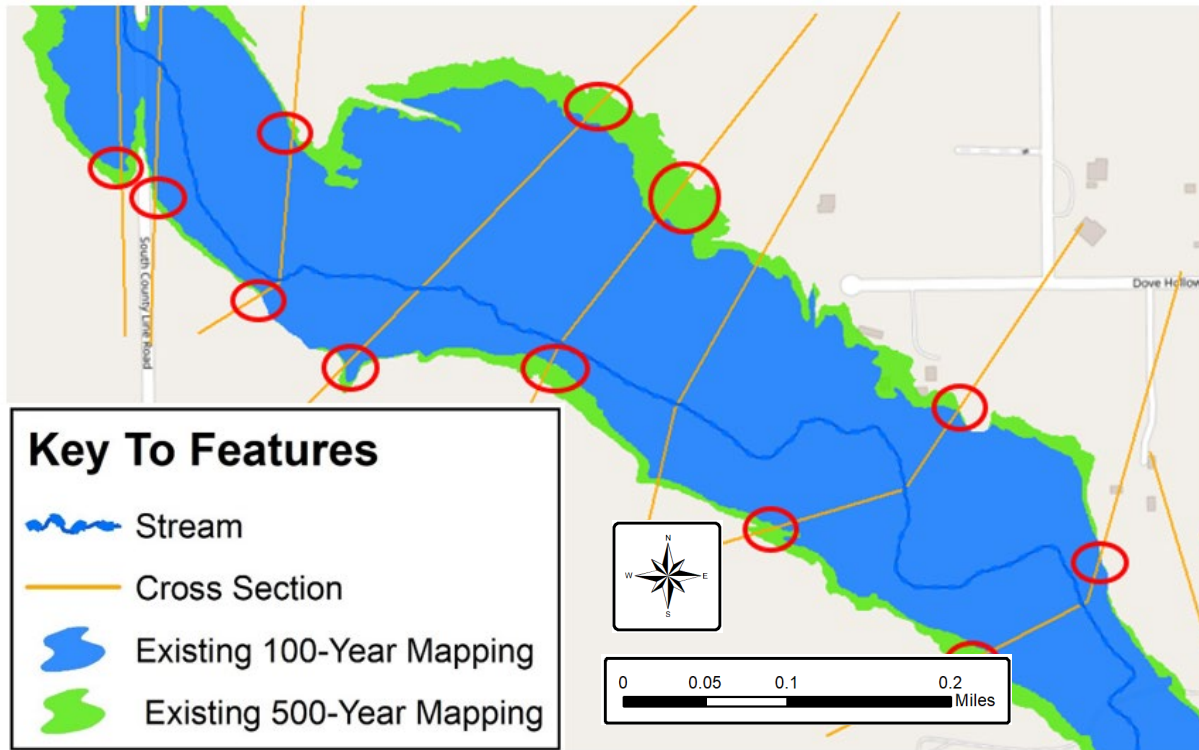 South County Line Road
Dove Hollow
Key To Features
Stream
Cross Section
Existing 100-Year Mapping
Existing 500-Year Mapping
N
W E
S
0 0.05 0.1 0.2
Miles